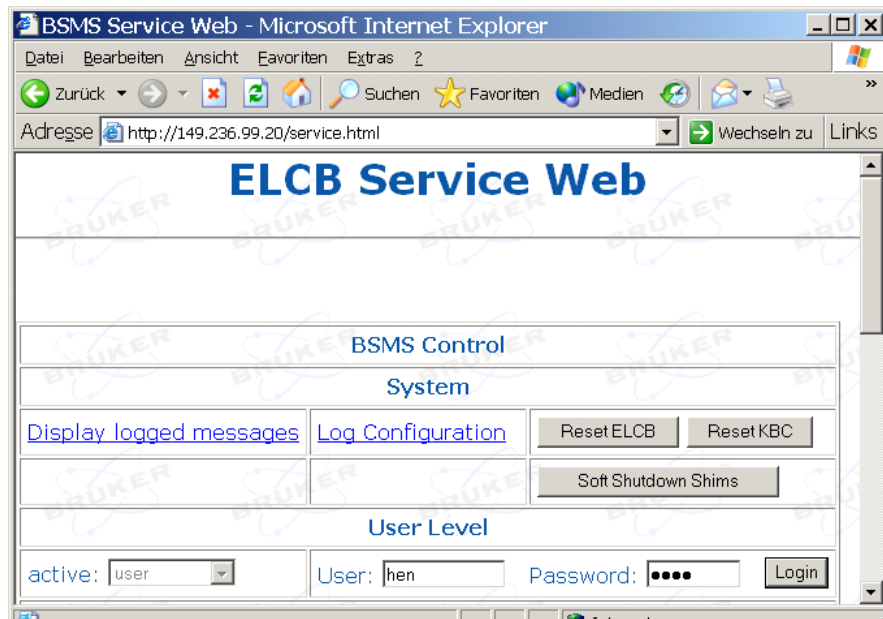 BSMS Service Web - Microsoft Internet Explorer
Datei Bearbeiten Ansicht Favoriten Extras ?
Zurück Suchen Favoriten Medien »
Adresse http://149.236.99.20/service.html Wechseln zu Links
ELCB Service Web
BSMS Control
System
Display logged messages Log Configuration Reset ELCB Reset KBC
Soft Shutdown Shims
User Level
active: user User: hen Password: •••• Login
BRUKER